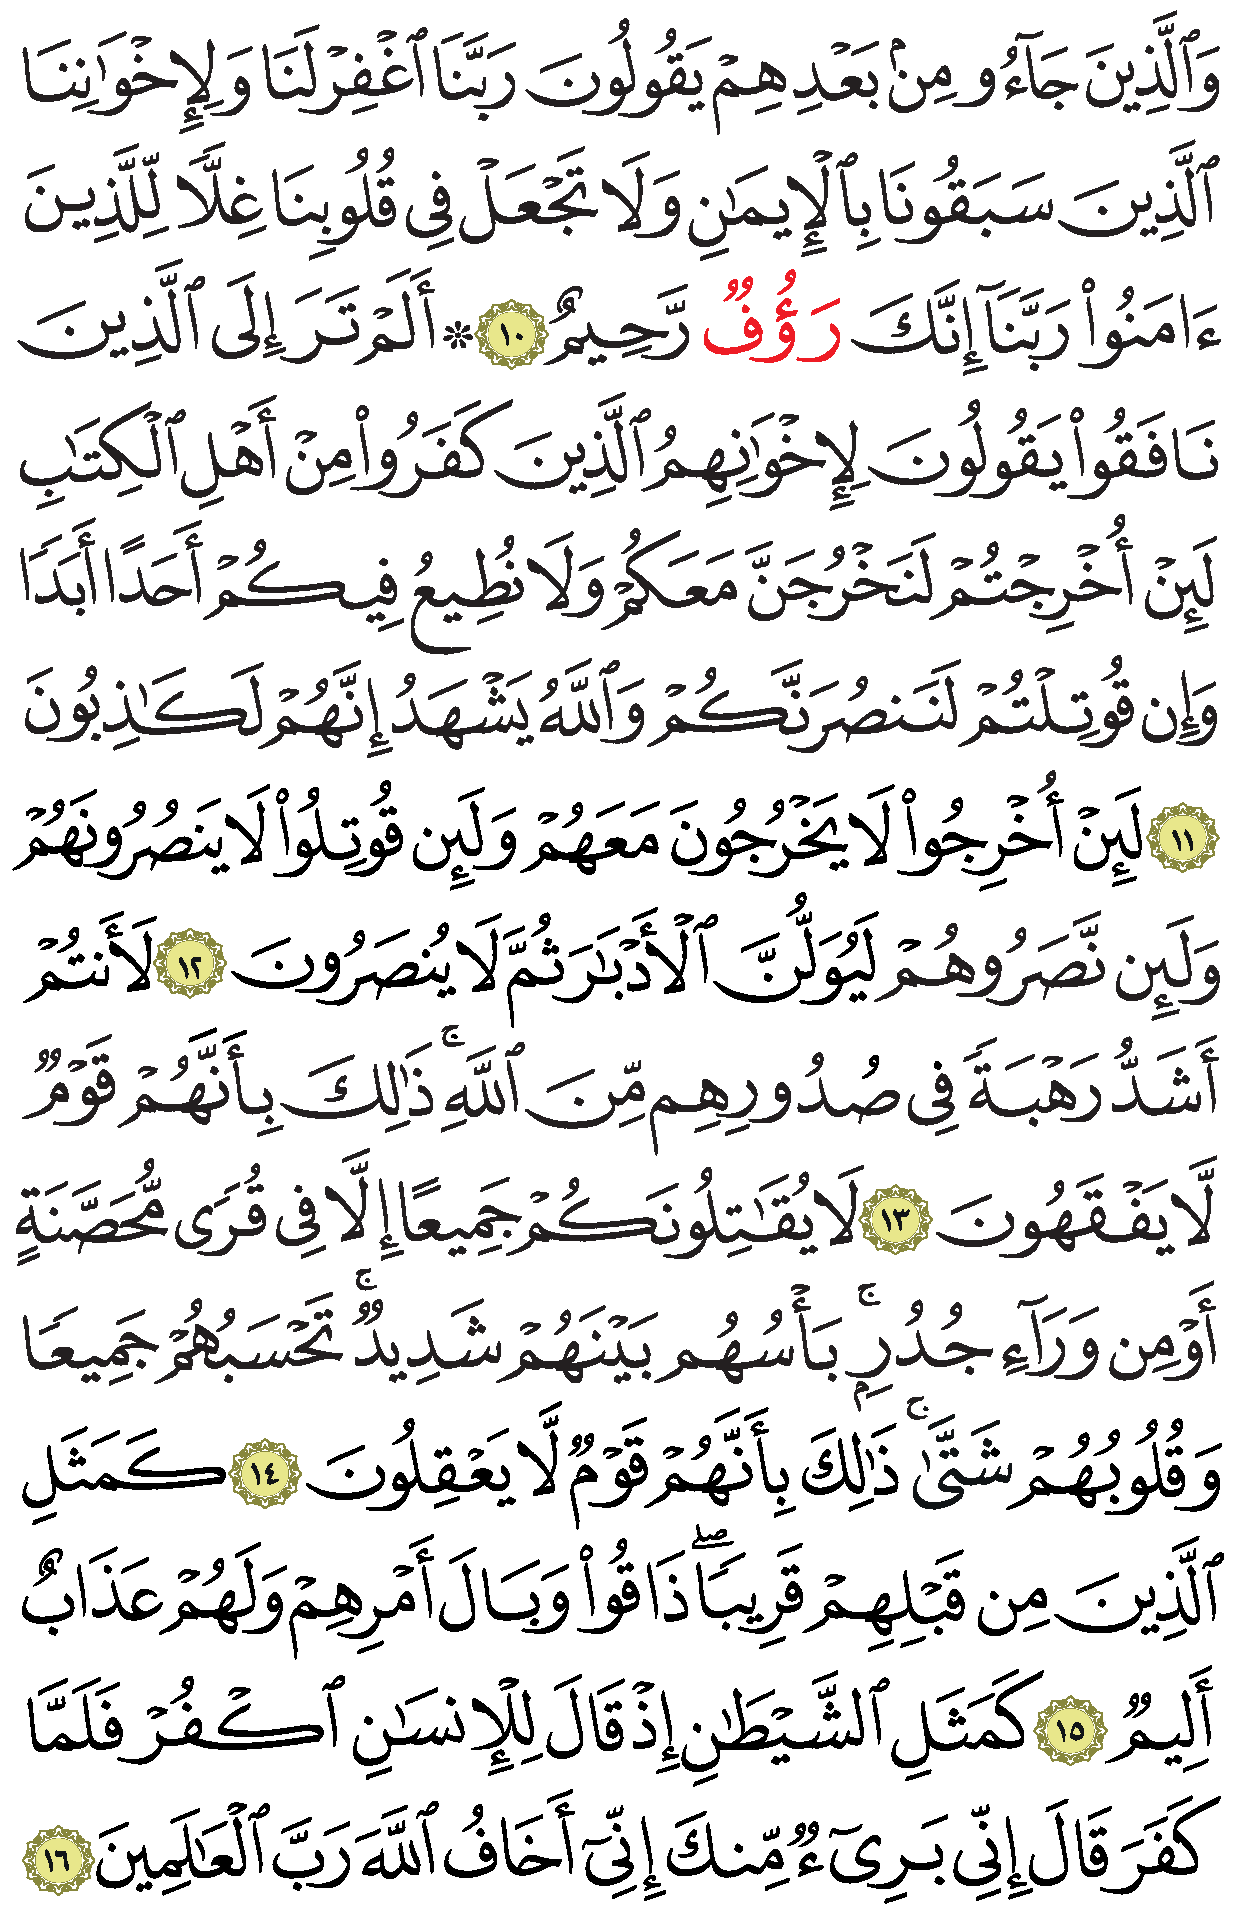 وَٱلَّذِينَ جَآءُو مِنۢ بَعۡدِهِمۡ يَقُولُونَ رَبَّنَا ٱغۡفِرۡ لَنَا وَلِإِخۡوَٰنِنَا
ٱلَّذِينَ سَبَقُونَا بِٱلۡإِيمَٰنِ وَلَا تَجۡعَلۡ فِي قُلُوبِنَا غِلّٗا لِّلَّذِينَ
ءَامَنُواْ رَبَّنَآ إِنَّكَ رَءُوفٞ رَّحِيمٌ ١٠ ۞ أَلَمۡ تَرَ إِلَى ٱلَّذِينَ
نَافَقُواْ يَقُولُونَ لِإِخۡوَٰنِهِمُ ٱلَّذِينَ كَفَرُواْ مِنۡ أَهۡلِ ٱلۡكِتَٰبِ
لَئِنۡ أُخۡرِجۡتُمۡ لَنَخۡرُجَنَّ مَعَكُمۡ وَلَا نُطِيعُ فِيكُمۡ أَحَدًا أَبَدٗا
وَإِن قُوتِلۡتُمۡ لَنَنصُرَنَّكُمۡ وَٱللَّهُ يَشۡهَدُ إِنَّهُمۡ لَكَٰذِبُونَ
١١ لَئِنۡ أُخۡرِجُواْ لَا يَخۡرُجُونَ مَعَهُمۡ وَلَئِن قُوتِلُواْ لَا يَنصُرُونَهُمۡ
وَلَئِن نَّصَرُوهُمۡ لَيُوَلُّنَّ ٱلۡأَدۡبَٰرَ ثُمَّ لَا يُنصَرُونَ ١٢ لَأَنتُمۡ
أَشَدُّ رَهۡبَةٗ فِي صُدُورِهِم مِّنَ ٱللَّهِۚ ذَٰلِكَ بِأَنَّهُمۡ قَوۡمٞ
لَّا يَفۡقَهُونَ ١٣ لَا يُقَٰتِلُونَكُمۡ جَمِيعًا إِلَّا فِي قُرٗى مُّحَصَّنَةٍ
أَوۡ مِن وَرَآءِ جُدُرِۭۚ بَأۡسُهُم بَيۡنَهُمۡ شَدِيدٞۚ تَحۡسَبُهُمۡ جَمِيعٗا
وَقُلُوبُهُمۡ شَتَّىٰۚ ذَٰلِكَ بِأَنَّهُمۡ قَوۡمٞ لَّا يَعۡقِلُونَ ١٤ كَمَثَلِ
ٱلَّذِينَ مِن قَبۡلِهِمۡ قَرِيبٗاۖ ذَاقُواْ وَبَالَ أَمۡرِهِمۡ وَلَهُمۡ عَذَابٌ
أَلِيمٞ ١٥ كَمَثَلِ ٱلشَّيۡطَٰنِ إِذۡ قَالَ لِلۡإِنسَٰنِ ٱكۡفُرۡ فَلَمَّا
كَفَرَ قَالَ إِنِّي بَرِيٓءٞ مِّنكَ إِنِّيٓ أَخَافُ ٱللَّهَ رَبَّ ٱلۡعَٰلَمِينَ ١٦